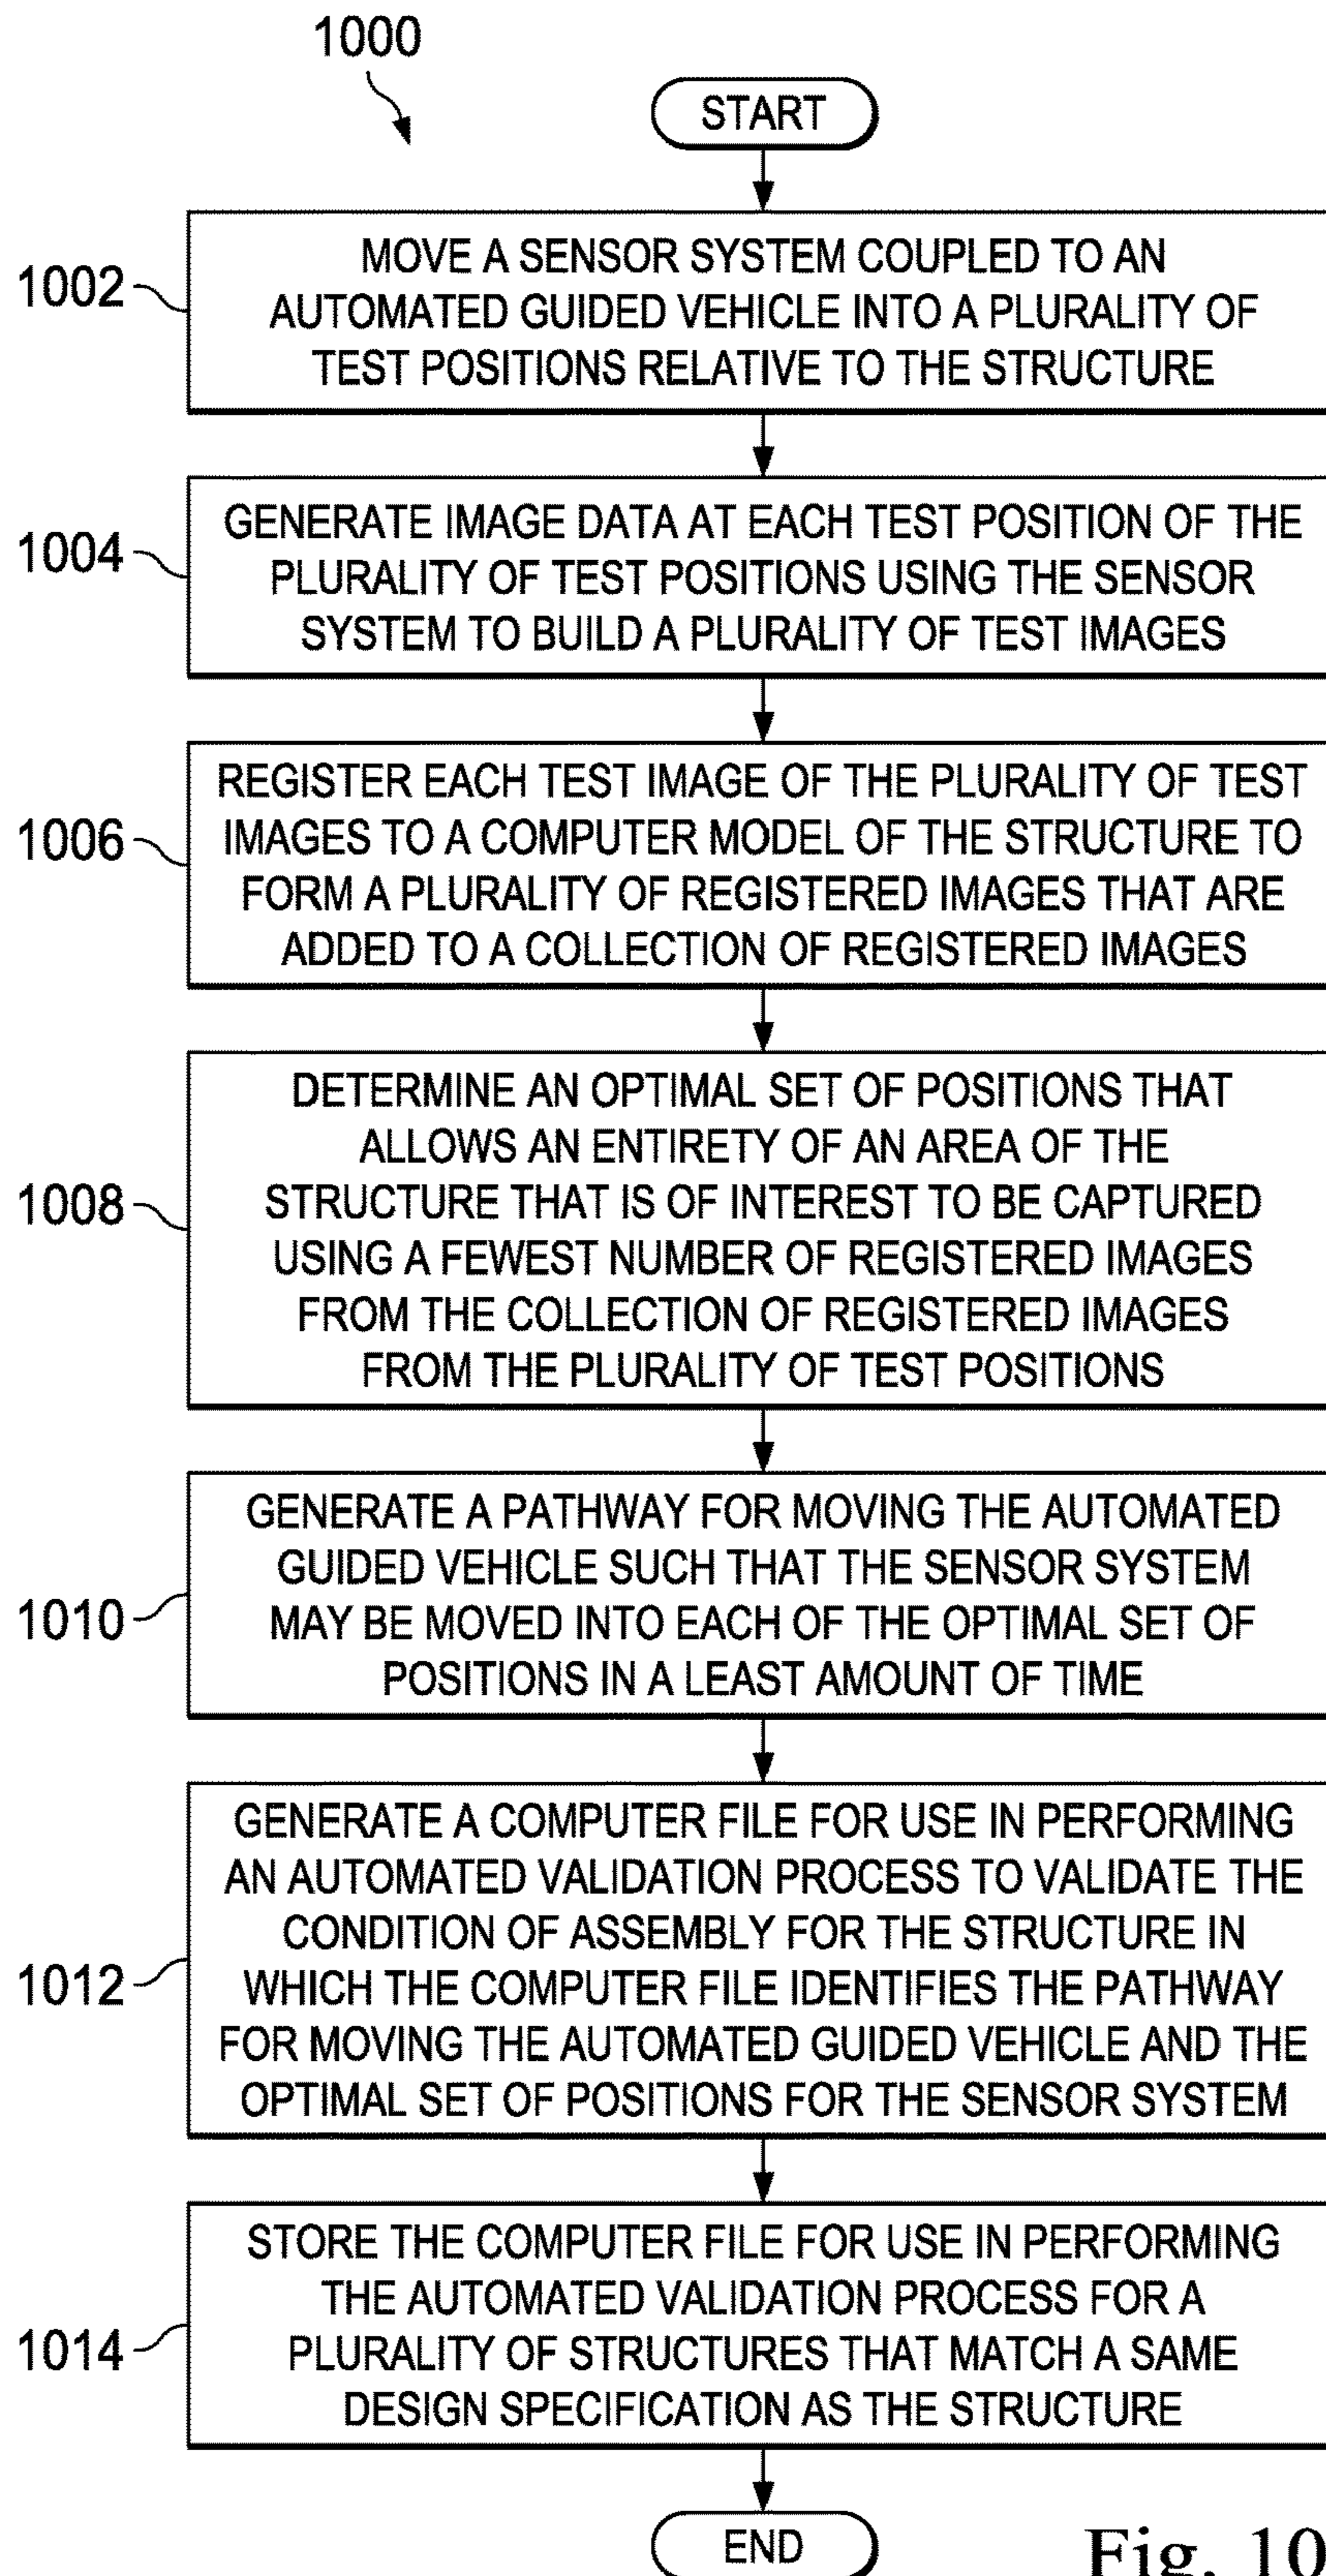 1000
START
1002
MOVE A SENSOR SYSTEM COUPLED TO AN
AUTOMATED GUIDED VEHICLE INTO A PLURALITY OF
TEST POSITIONS RELATIVE TO THE STRUCTURE
1004
GENERATE IMAGE DATA AT EACH TEST POSITION OF THE
PLURALITY OF TEST POSITIONS USING THE SENSOR
SYSTEM TO BUILD A PLURALITY OF TEST IMAGES
1006
REGISTER EACH TEST IMAGE OF THE PLURALITY OF TEST
IMAGES TO A COMPUTER MODEL OF THE STRUCTURE TO
FORM A PLURALITY OF REGISTERED IMAGES THAT ARE
ADDED TO A COLLECTION OF REGISTERED IMAGES
1008
DETERMINE AN OPTIMAL SET OF POSITIONS THAT
ALLOWS AN ENTIRETY OF AN AREA OF THE
STRUCTURE THAT IS OF INTEREST TO BE CAPTURED
USING A FEWEST NUMBER OF REGISTERED IMAGES
FROM THE COLLECTION OF REGISTERED IMAGES
FROM THE PLURALITY OF TEST POSITIONS
1010
GENERATE A PATHWAY FOR MOVING THE AUTOMATED
GUIDED VEHICLE SUCH THAT THE SENSOR SYSTEM
MAY BE MOVED INTO EACH OF THE OPTIMAL SET OF
POSITIONS IN A LEAST AMOUNT OF TIME
1012
GENERATE A COMPUTER FILE FOR USE IN PERFORMING
AN AUTOMATED VALIDATION PROCESS TO VALIDATE THE
CONDITION OF ASSEMBLY FOR THE STRUCTURE IN
WHICH THE COMPUTER FILE IDENTIFIES THE PATHWAY
FOR MOVING THE AUTOMATED GUIDED VEHICLE AND THE
OPTIMAL SET OF POSITIONS FOR THE SENSOR SYSTEM
1014
STORE THE COMPUTER FILE FOR USE IN PERFORMING
THE AUTOMATED VALIDATION PROCESS FOR A
PLURALITY OF STRUCTURES THAT MATCH A SAME
DESIGN SPECIFICATION AS THE STRUCTURE
END
Fig. 10